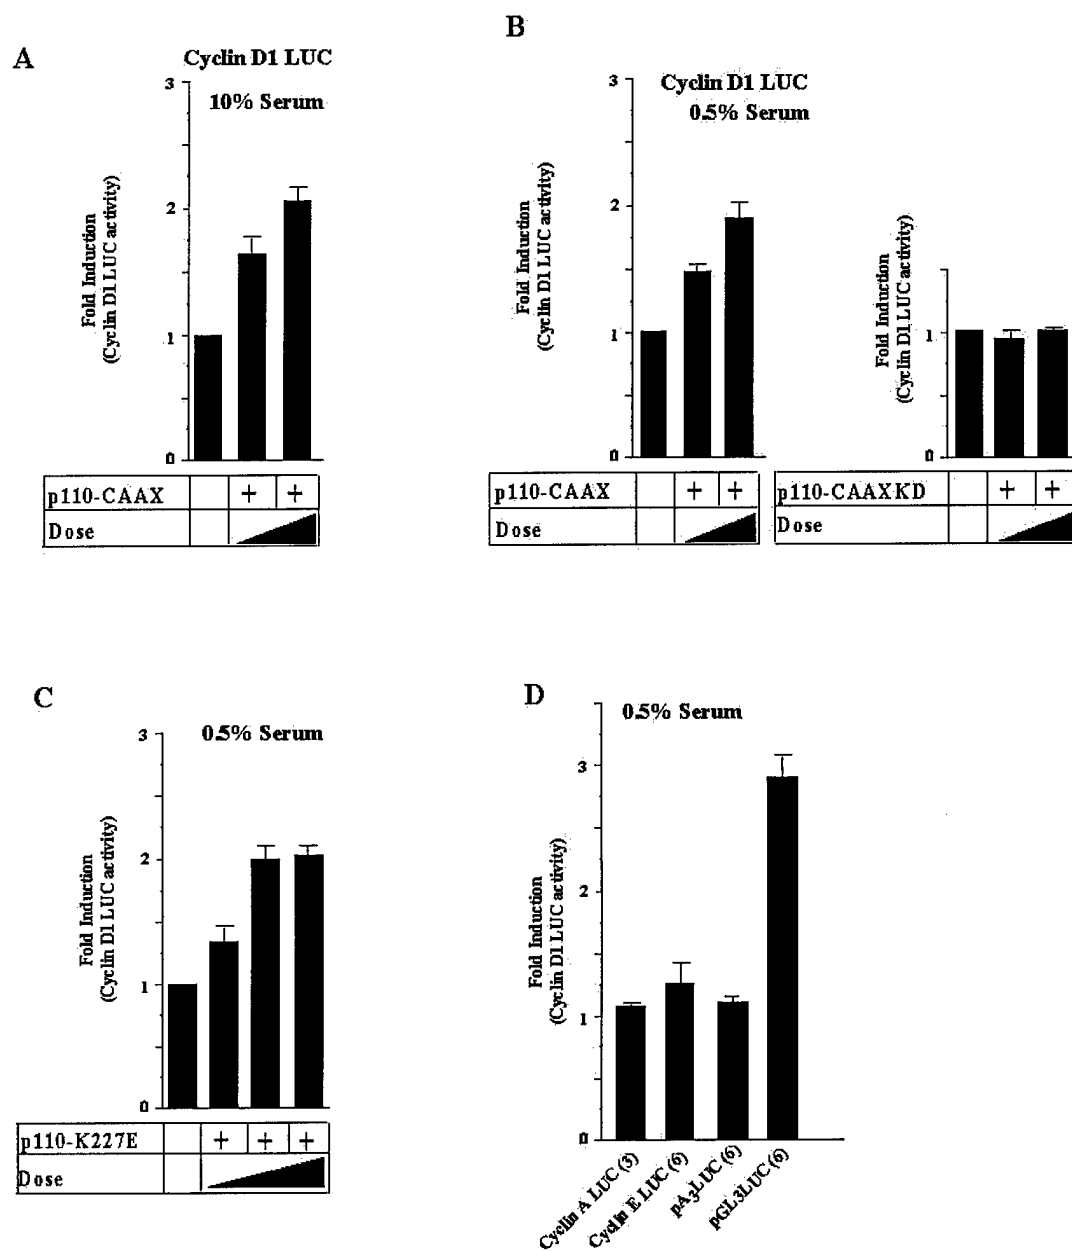 A
Cyclin D1 LUC
10% Serum
3
2
1
0
Fold Induction
(Cyclin D1 LUC activity)
p110-CAAX + +
Dose
B
Cyclin D1 LUC
0.5% Serum
3
2
1
0
Fold Induction
(Cyclin D1 LUC activity)
p110-CAAX + +
Dose
1
0
Fold Induction
(Cyclin D1 LUC activity)
p110-CAAXKD + +
Dose
C
0.5% Serum
3
2
1
0
Fold Induction
(Cyclin D1 LUC activity)
p110-K227E + + +
Dose
D
0.5% Serum
3
2
1
0
Fold Induction
(Cyclin D1 LUC activity)
Cyclin A LUC (3)
Cyclin E LUC (6)
pA3LUC (6)
pGL3LUC (6)